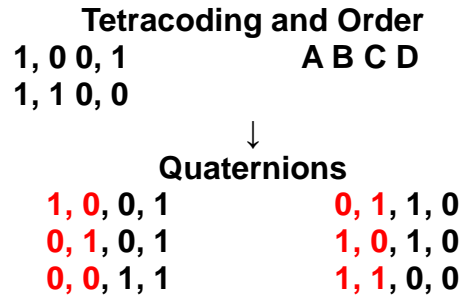 Tetracoding and Order
1, 0 0, 1 A B C D
1, 1 0, 0
↓
Quaternions
1, 0, 0, 1 0, 1, 1, 0
0, 1, 0, 1 1, 0, 1, 0
0, 0, 1, 1 1, 1, 0, 0